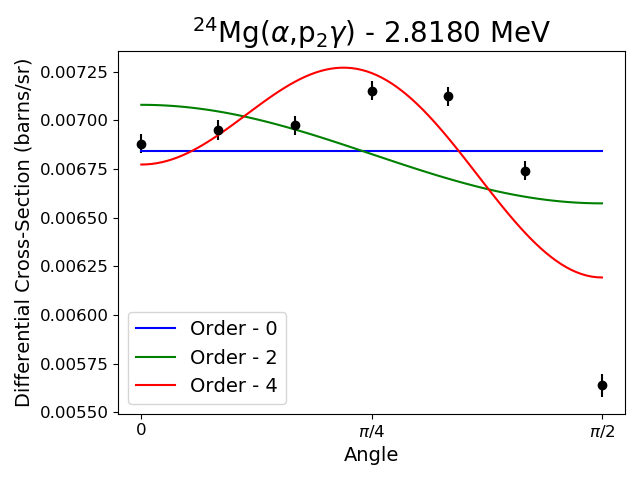 ²⁴Mg(α,p₂γ) - 2.8180 MeV
Differential Cross-Section (barns/sr)
0.00725
0.00700
0.00675
0.00650
0.00625
0.00600
0.00575
0.00550
Order - 0
Order - 2
Order - 4
0 π/4 π/2
Angle